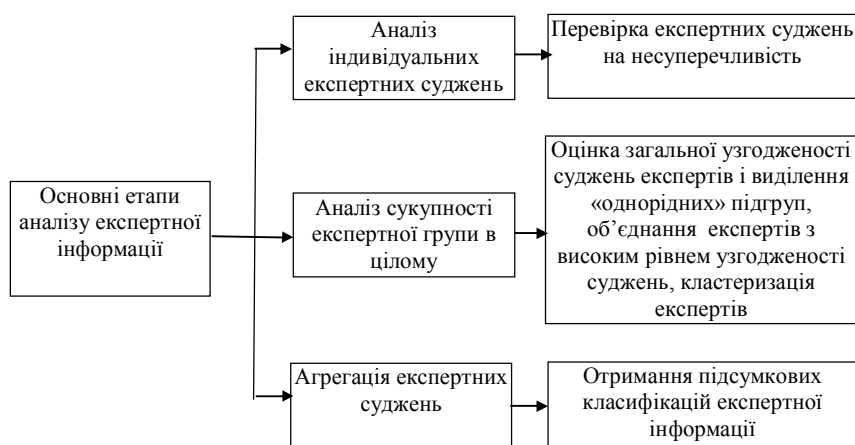 Основні етапи
аналізу експертної
інформації
Аналіз
індивідуальних
експертних суджень
Перевірка експертних суджень
на несуперечливість
Аналіз сукупності
експертної групи в
цілому
Оцінка загальної узгодженості
суджень експертів і виділення
«однорідних» підгруп,
об’єднання експертів з
високим рівнем узгодженості
суджень, кластеризація
експертів
Агрегація експертних
суджень
Отримання підсумкових
класифікацій експертної
інформації